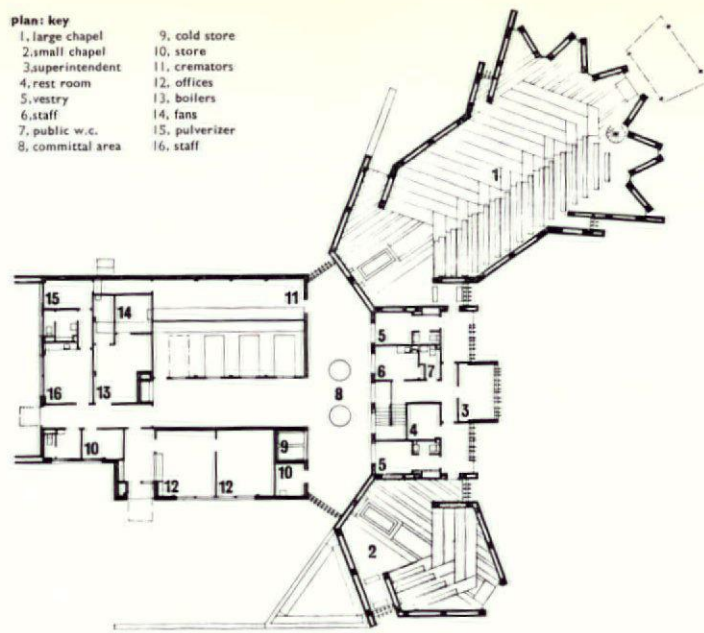 plan: key
1, large chapel
2, small chapel
3, superintendent
4, rest room
5, vestry
6, staff
7, public w.c.
8, committal area
9, cold store
10, store
11, cremators
12, offices
13, boilers
14, fans
15, pulverizer
16, staff
1
11
15
14
5
16
13
6
7
8
3
4
9
10
5
10
12
12
2